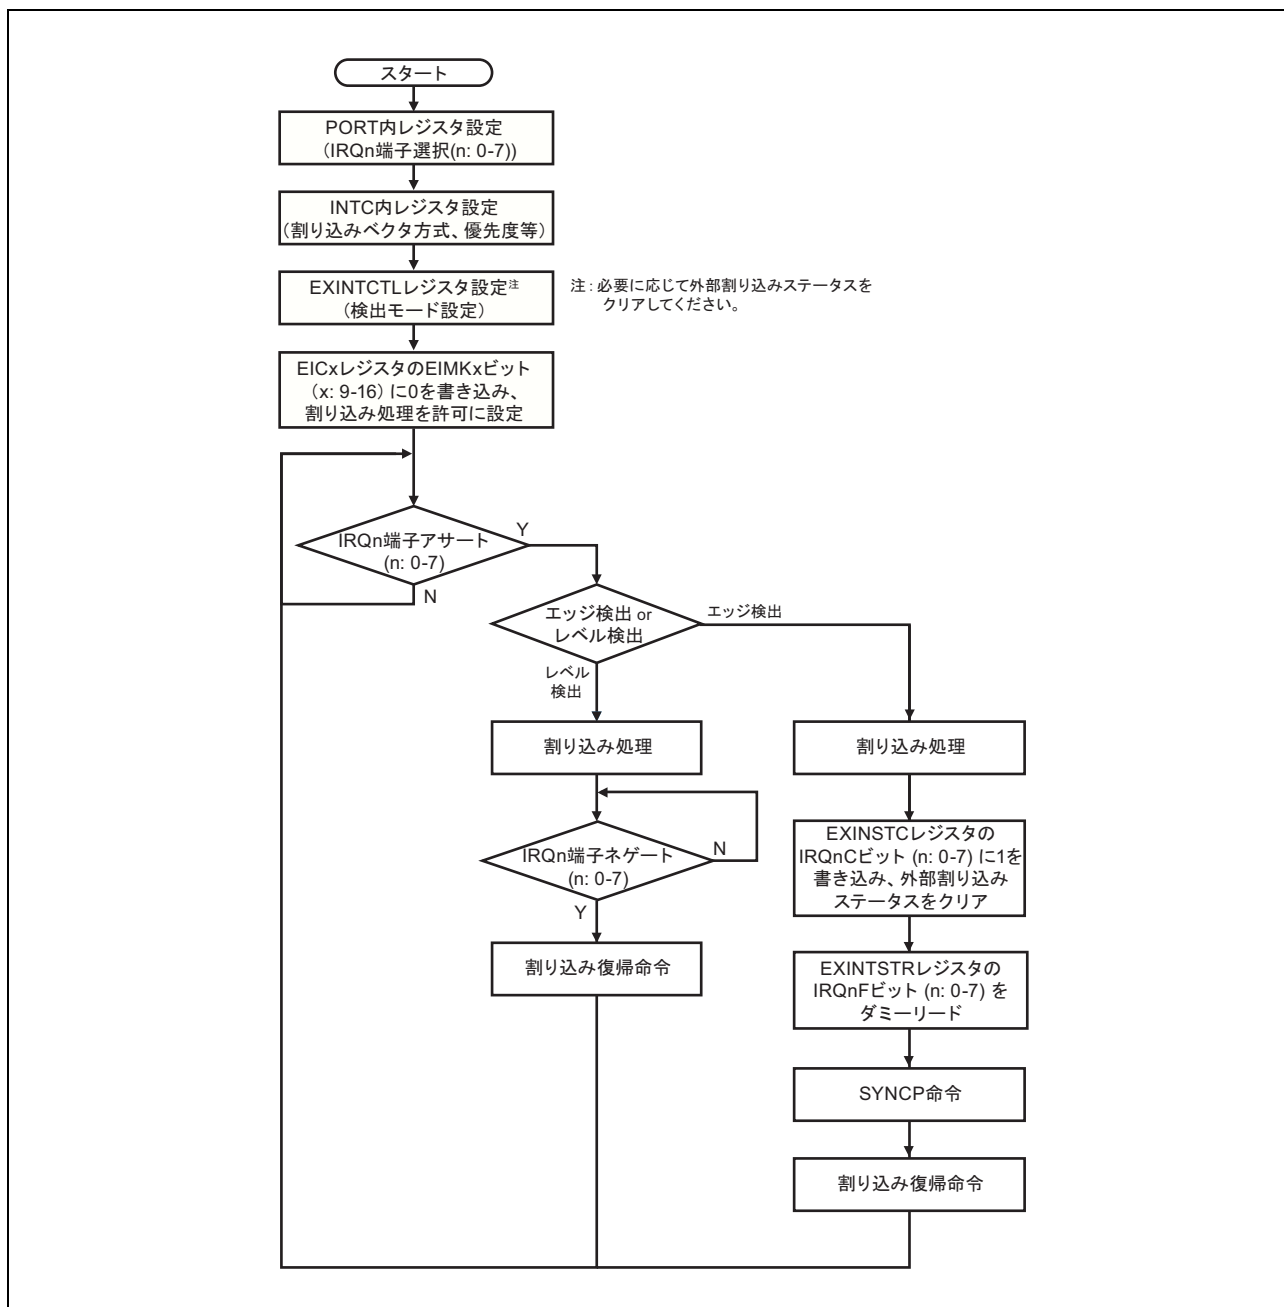 スタート
PORT内レジスタ設定
（IRQn端子選択(n: 0-7))
INTC内レジスタ設定
（割り込みベクタ方式、優先度等）
EXINTCTLレジスタ設定注
（検出モード設定）
注 : 必要に応じて外部割り込みステータスを
クリアしてください。
EICxレジスタのEIMKxビット
（x: 9-16）に0を書き込み、
割り込み処理を許可に設定
IRQn端子アサート
(n: 0-7)
Y
N
エッジ検出 or
レベル検出
エッジ検出
レベル
検出
割り込み処理
割り込み処理
IRQn端子ネゲート
(n: 0-7)
N
Y
割り込み復帰命令
EXINSTCレジスタの
IRQnCビット (n: 0-7) に1を
書き込み、外部割り込み
ステータスをクリア
EXINTSTRレジスタの
IRQnFビット (n: 0-7) を
ダミーリード
SYNCP命令
割り込み復帰命令